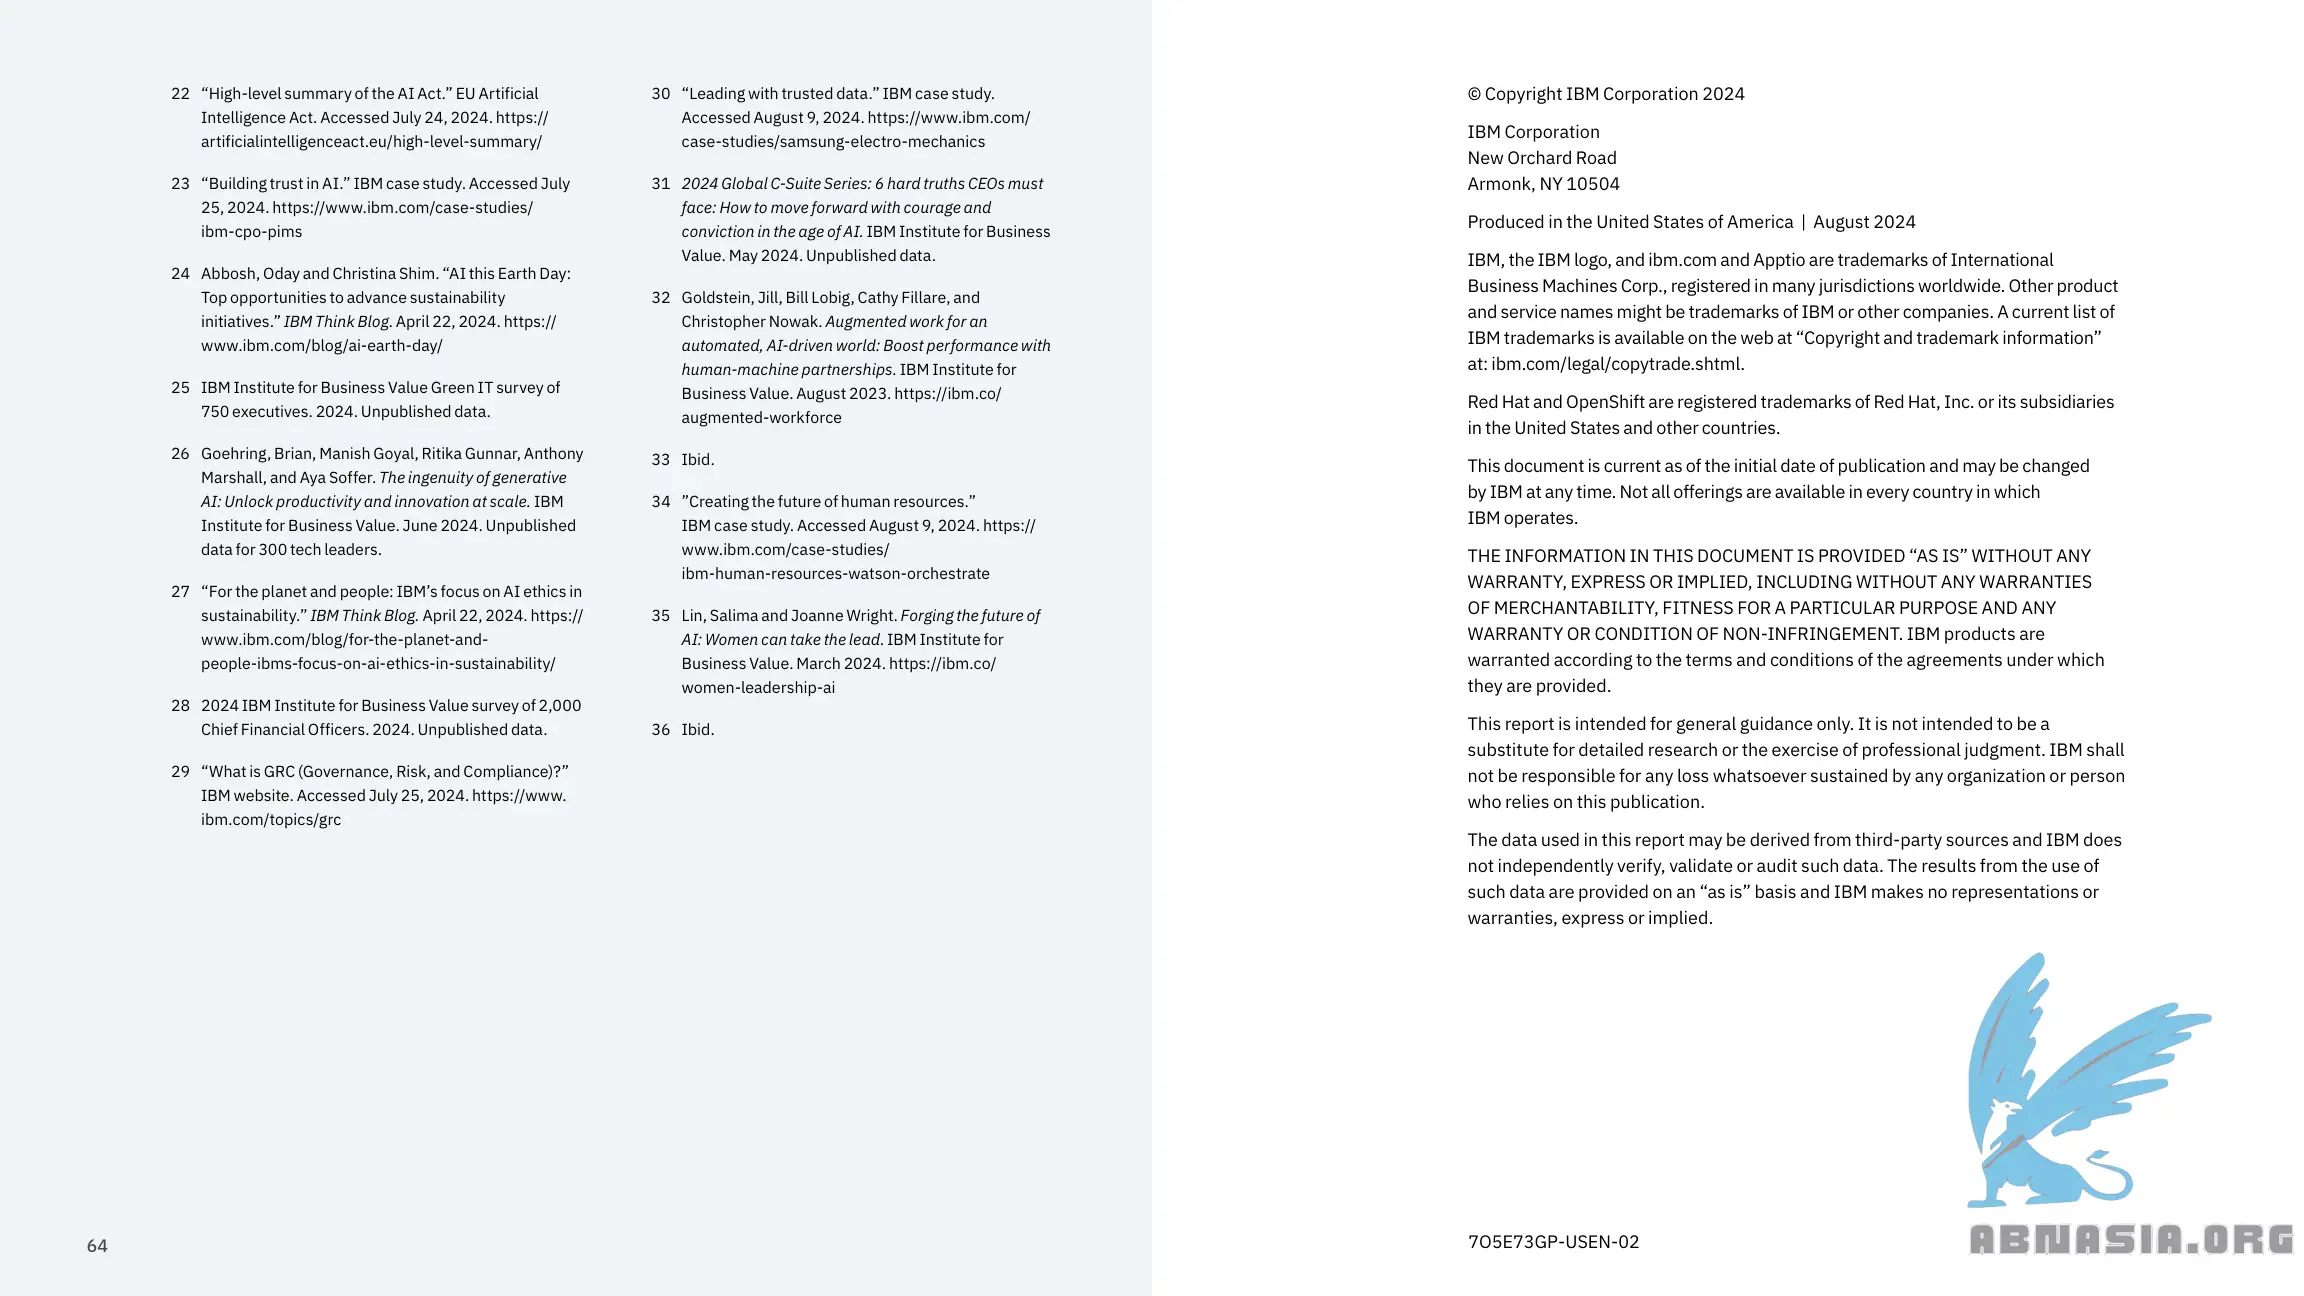 22 “High-level summary of the AI Act.” EU Artificial
Intelligence Act. Accessed July 24, 2024. https://
artificialintelligenceact.eu/high-level-summary/
23 “Building trust in AI.” IBM case study. Accessed July
25, 2024. https://www.ibm.com/case-studies/
ibm-cpo-pims
24 Abbosh, Oday and Christina Shim. “AI this Earth Day:
Top opportunities to advance sustainability
initiatives.” IBM Think Blog. April 22, 2024. https://
www.ibm.com/blog/ai-earth-day/
25 IBM Institute for Business Value Green IT survey of
750 executives. 2024. Unpublished data.
26 Goehring, Brian, Manish Goyal, Ritika Gunnar, Anthony
Marshall, and Aya Soffer. The ingenuity of generative
AI: Unlock productivity and innovation at scale. IBM
Institute for Business Value. June 2024. Unpublished
data for 300 tech leaders.
27 “For the planet and people: IBM’s focus on AI ethics in
sustainability.” IBM Think Blog. April 22, 2024. https://
www.ibm.com/blog/for-the-planet-and-
people-ibms-focus-on-ai-ethics-in-sustainability/
28 2024 IBM Institute for Business Value survey of 2,000
Chief Financial Officers. 2024. Unpublished data.
29 “What is GRC (Governance, Risk, and Compliance)?”
IBM website. Accessed July 25, 2024. https://www.
ibm.com/topics/grc
30 “Leading with trusted data.” IBM case study.
Accessed August 9, 2024. https://www.ibm.com/
case-studies/samsung-electro-mechanics
31 2024 Global C-Suite Series: 6 hard truths CEOs must
face: How to move forward with courage and
conviction in the age of AI. IBM Institute for Business
Value. May 2024. Unpublished data.
32 Goldstein, Jill, Bill Lobig, Cathy Fillare, and
Christopher Nowak. Augmented work for an
automated, AI-driven world: Boost performance with
human-machine partnerships. IBM Institute for
Business Value. August 2023. https://ibm.co/
augmented-workforce
33 Ibid.
34 ”Creating the future of human resources.”
IBM case study. Accessed August 9, 2024. https://
www.ibm.com/case-studies/
ibm-human-resources-watson-orchestrate
35 Lin, Salima and Joanne Wright. Forging the future of
AI: Women can take the lead. IBM Institute for
Business Value. March 2024. https://ibm.co/
women-leadership-ai
36 Ibid.
64
© Copyright IBM Corporation 2024
IBM Corporation
New Orchard Road
Armonk, NY 10504
Produced in the United States of America | August 2024
IBM, the IBM logo, and ibm.com and Apptio are trademarks of International
Business Machines Corp., registered in many jurisdictions worldwide. Other product
and service names might be trademarks of IBM or other companies. A current list of
IBM trademarks is available on the web at “Copyright and trademark information”
at: ibm.com/legal/copytrade.shtml.
Red Hat and OpenShift are registered trademarks of Red Hat, Inc. or its subsidiaries
in the United States and other countries.
This document is current as of the initial date of publication and may be changed
by IBM at any time. Not all offerings are available in every country in which
IBM operates.
THE INFORMATION IN THIS DOCUMENT IS PROVIDED “AS IS” WITHOUT ANY
WARRANTY, EXPRESS OR IMPLIED, INCLUDING WITHOUT ANY WARRANTIES
OF MERCHANTABILITY, FITNESS FOR A PARTICULAR PURPOSE AND ANY
WARRANTY OR CONDITION OF NON-INFRINGEMENT. IBM products are
warranted according to the terms and conditions of the agreements under which
they are provided.
This report is intended for general guidance only. It is not intended to be a
substitute for detailed research or the exercise of professional judgment. IBM shall
not be responsible for any loss whatsoever sustained by any organization or person
who relies on this publication.
The data used in this report may be derived from third-party sources and IBM does
not independently verify, validate or audit such data. The results from the use of
such data are provided on an “as is” basis and IBM makes no representations or
warranties, express or implied.
7O5E73GP-USEN-02
ABNASIA.ORG